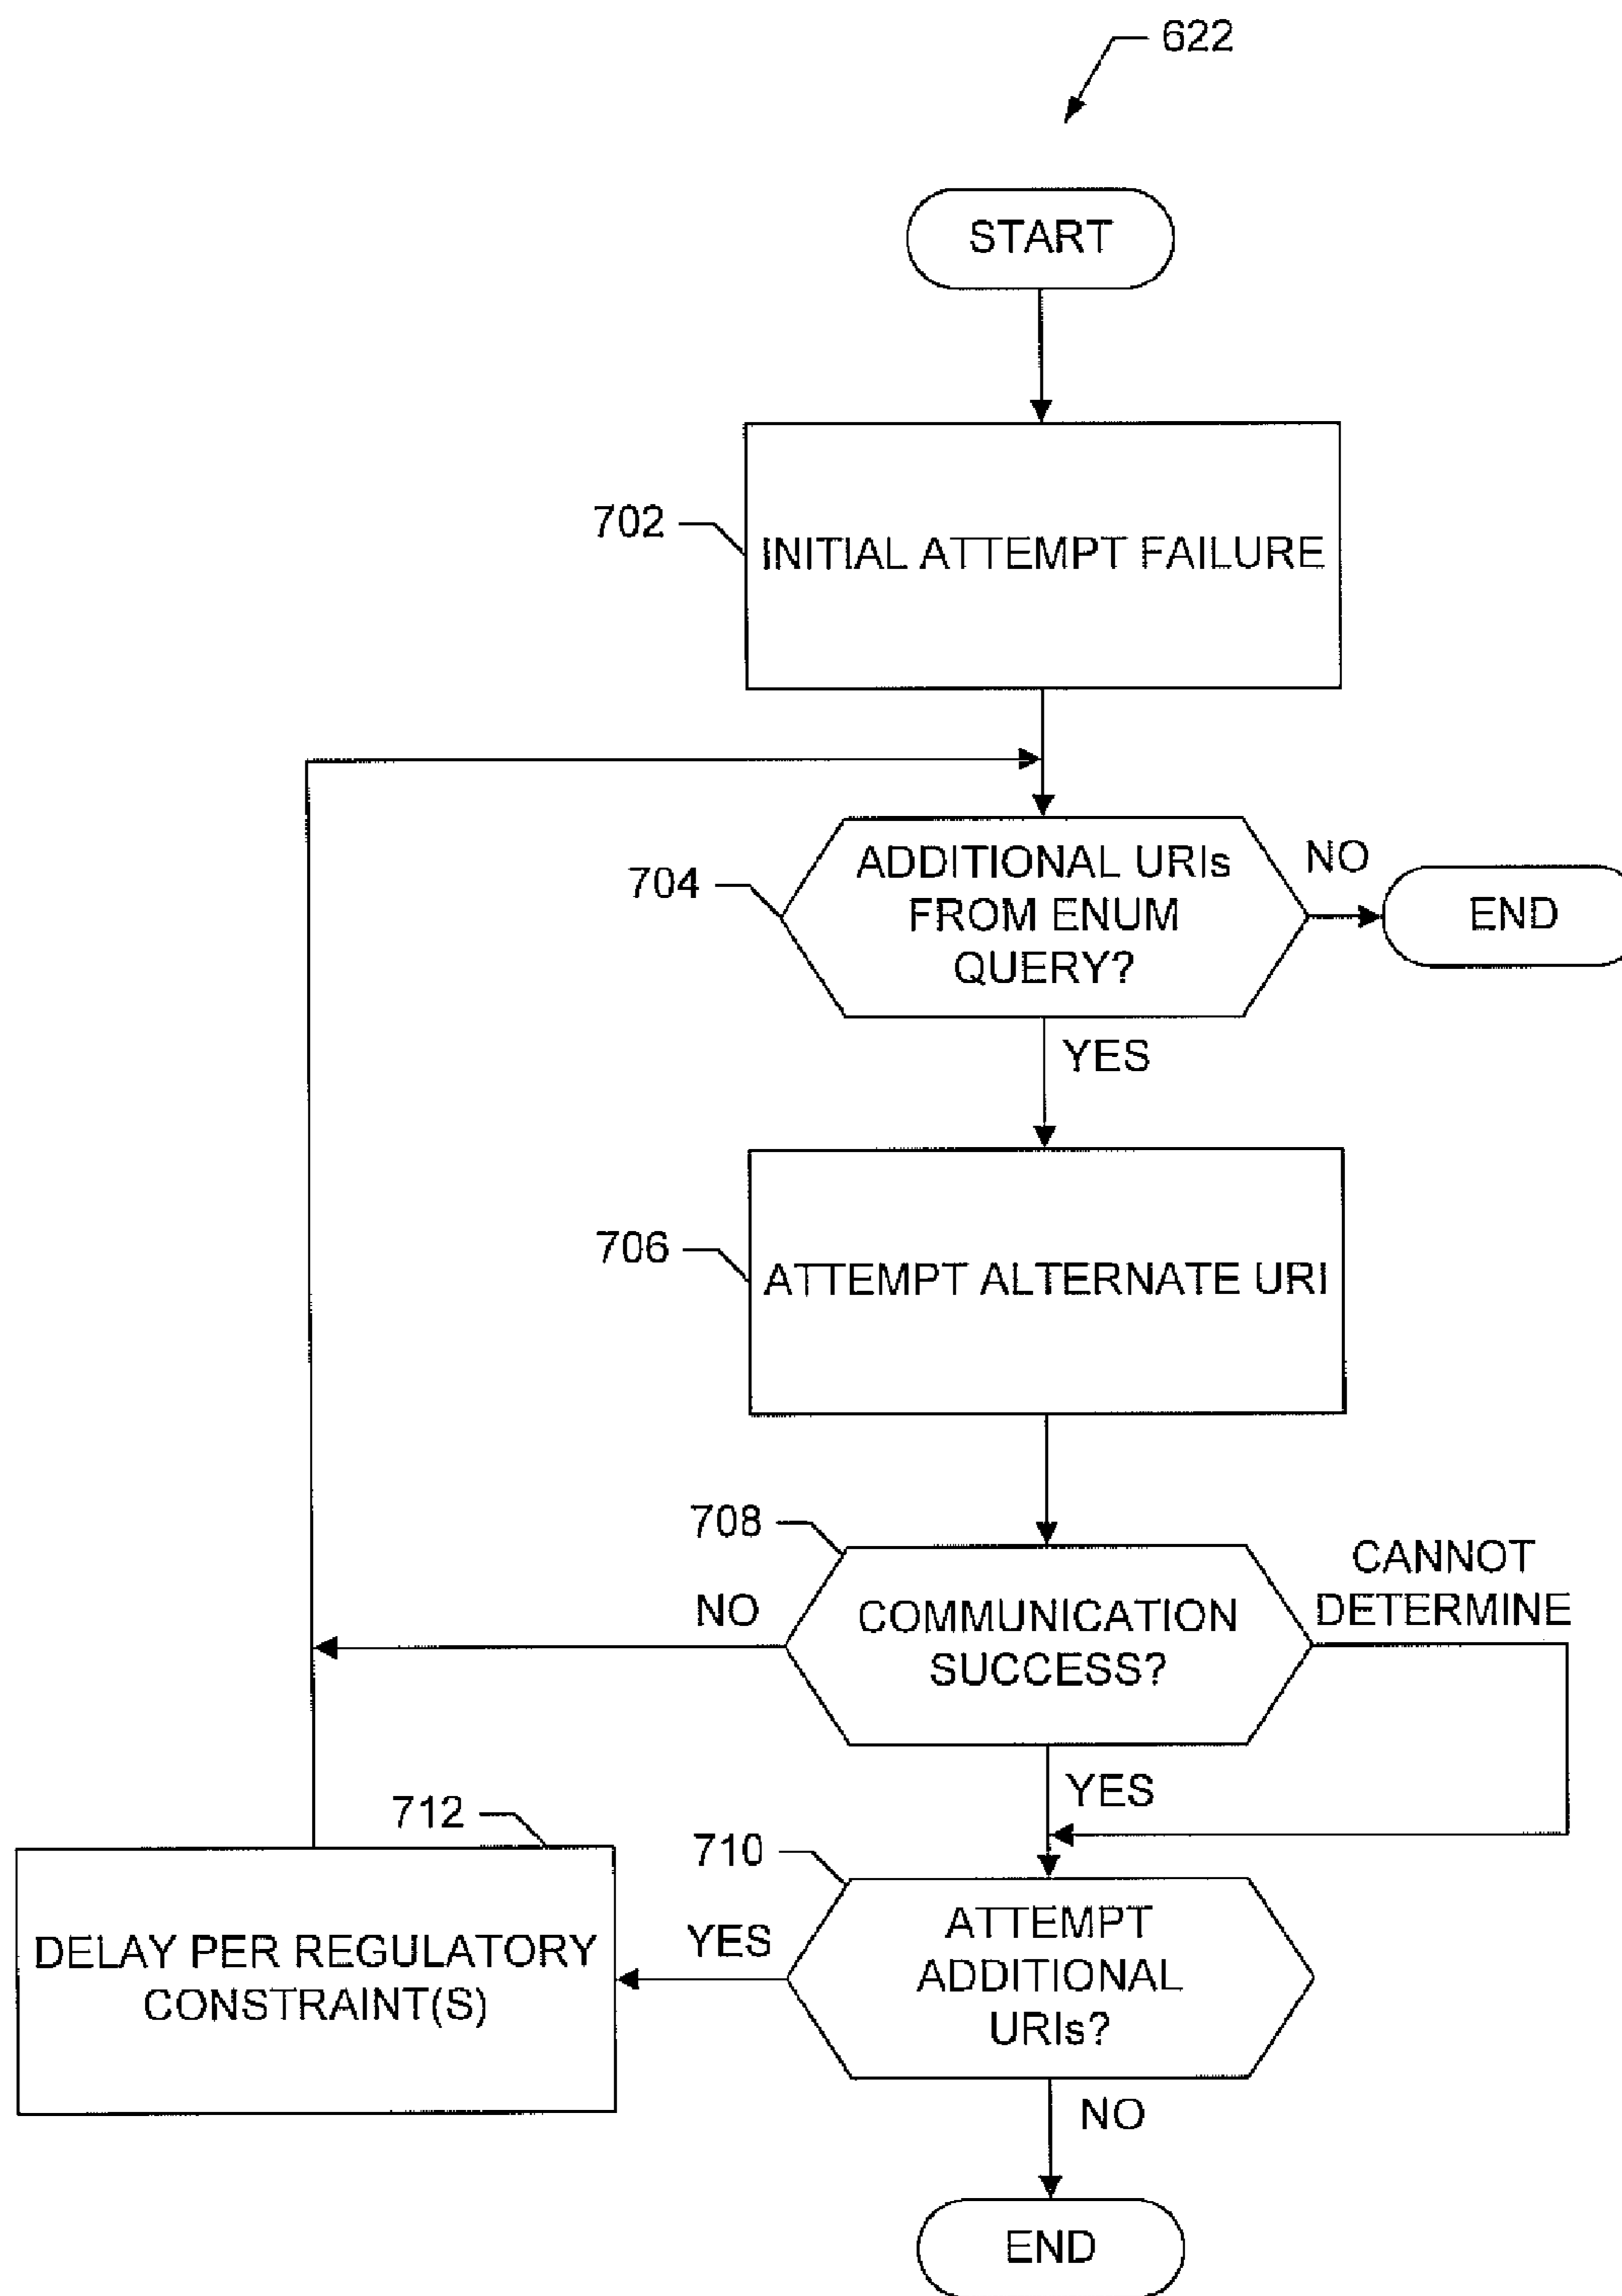 622
START
702
INITIAL ATTEMPT FAILURE
704
ADDITIONAL URIs
FROM ENUM
QUERY?
NO
END
YES
706
ATTEMPT ALTERNATE URI
708
NO
COMMUNICATION
SUCCESS?
CANNOT
DETERMINE
YES
710
ATTEMPT
ADDITIONAL
URIs?
YES
712
DELAY PER REGULATORY
CONSTRAINT(S)
NO
END